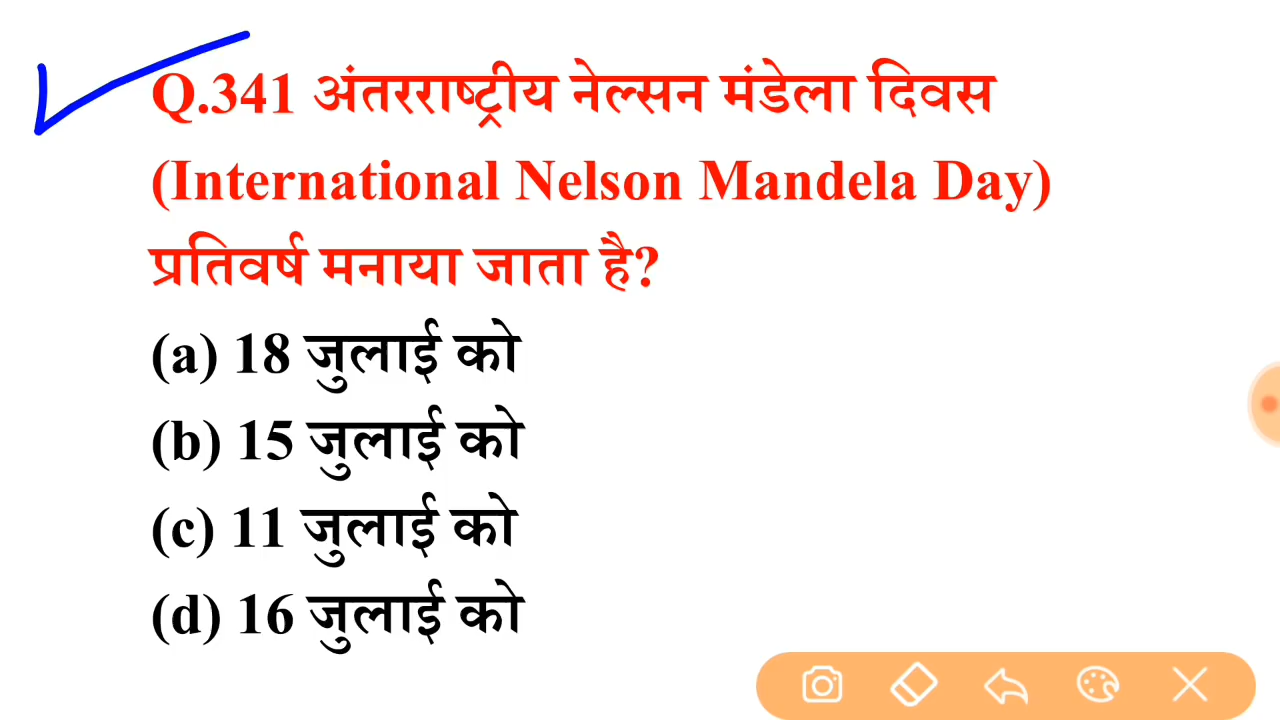 Q.341 अंतरराष्ट्रीय नेल्सन मंडेला दिवस
(International Nelson Mandela Day)
प्रतिवर्ष मनाया जाता है?
(a) 18 जुलाई को
(b) 15 जुलाई को
(c) 11 जुलाई को
(d) 16 जुलाई को